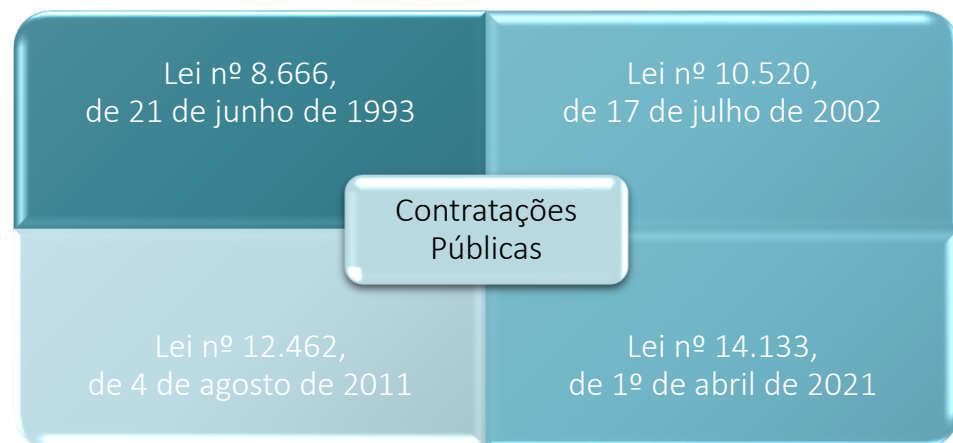 Lei nº 8.666,
de 21 de junho de 1993
Lei nº 10.520,
de 17 de julho de 2002
Contratações
Públicas
Lei nº 12.462,
de 4 de agosto de 2011
Lei nº 14.133,
de 1º de abril de 2021